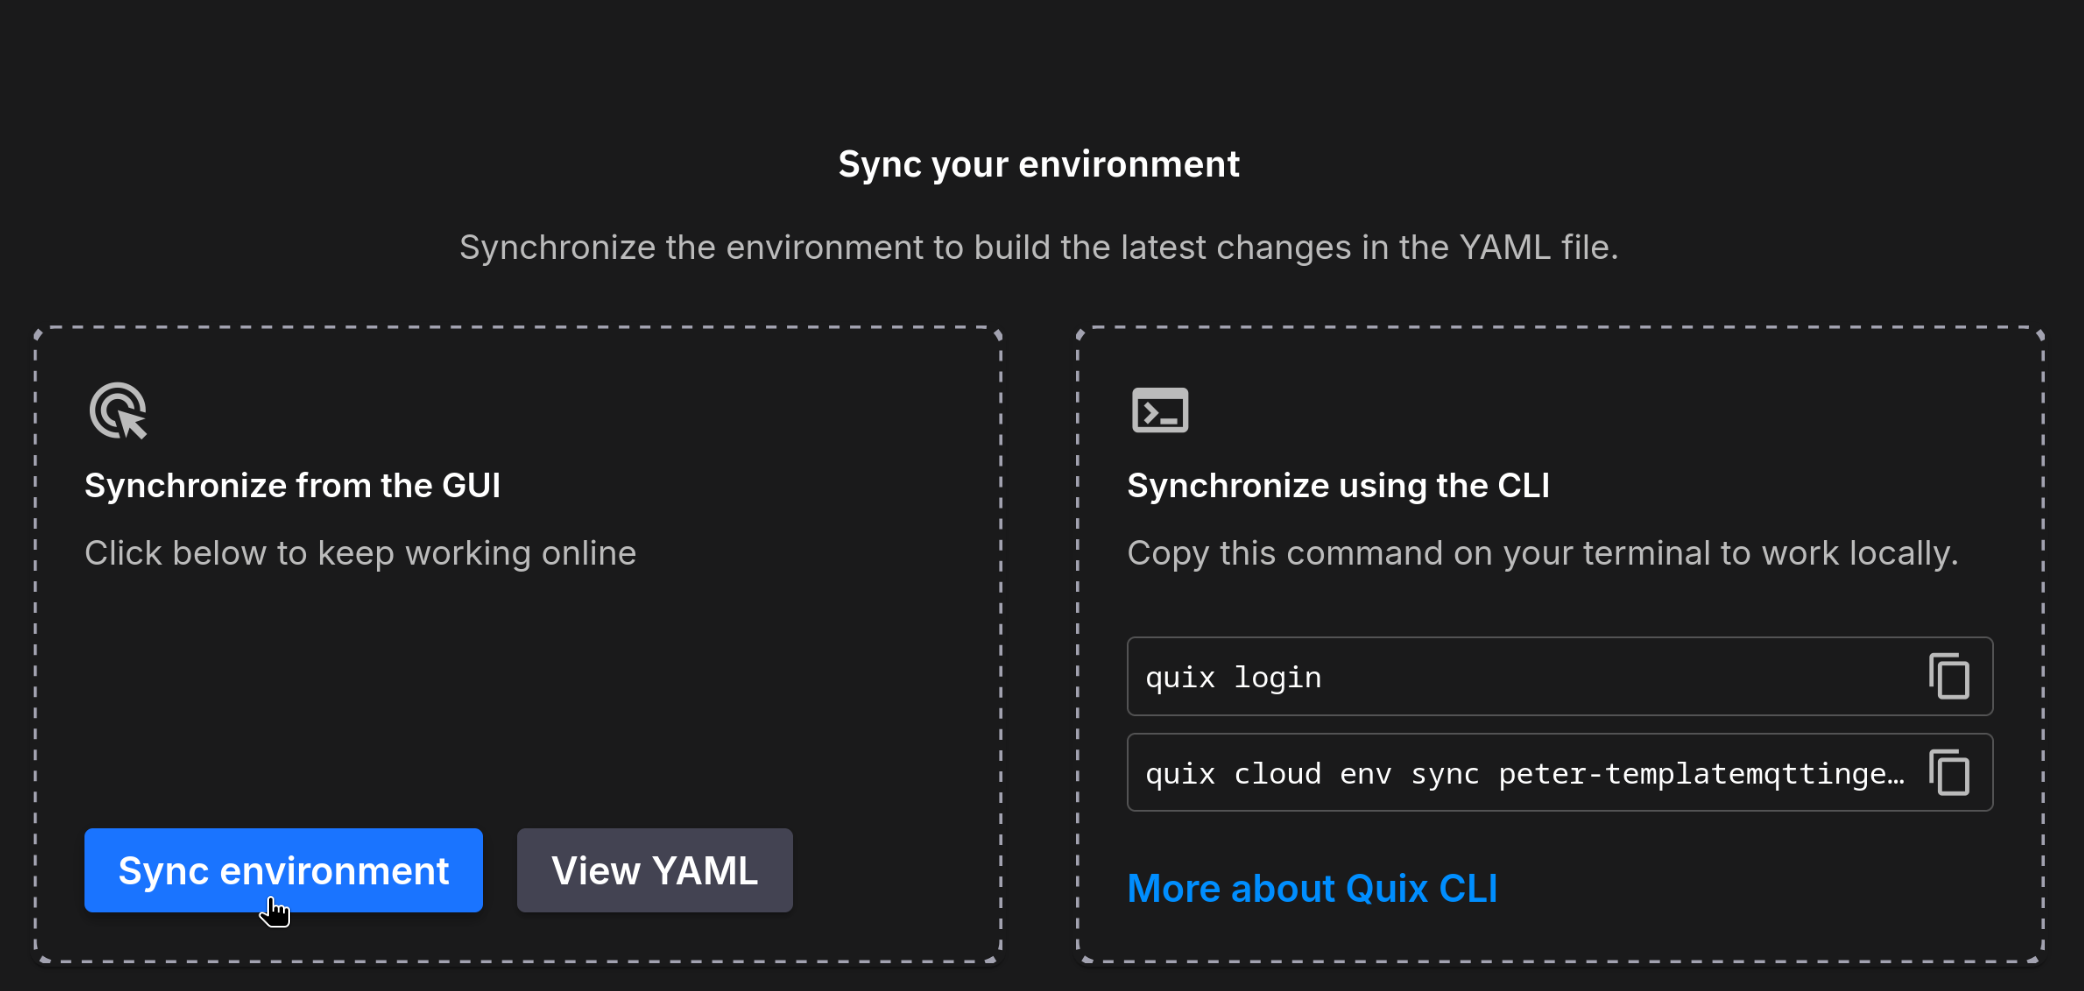 Sync your environment
Synchronize the environment to build the latest changes in the YAML file.
Synchronize from the GUI
Click below to keep working online
Sync environment
View YAML
Synchronize using the CLI
Copy this command on your terminal to work locally.
quix login
quix cloud env sync peter-templatemqttinge…
More about Quix CLI